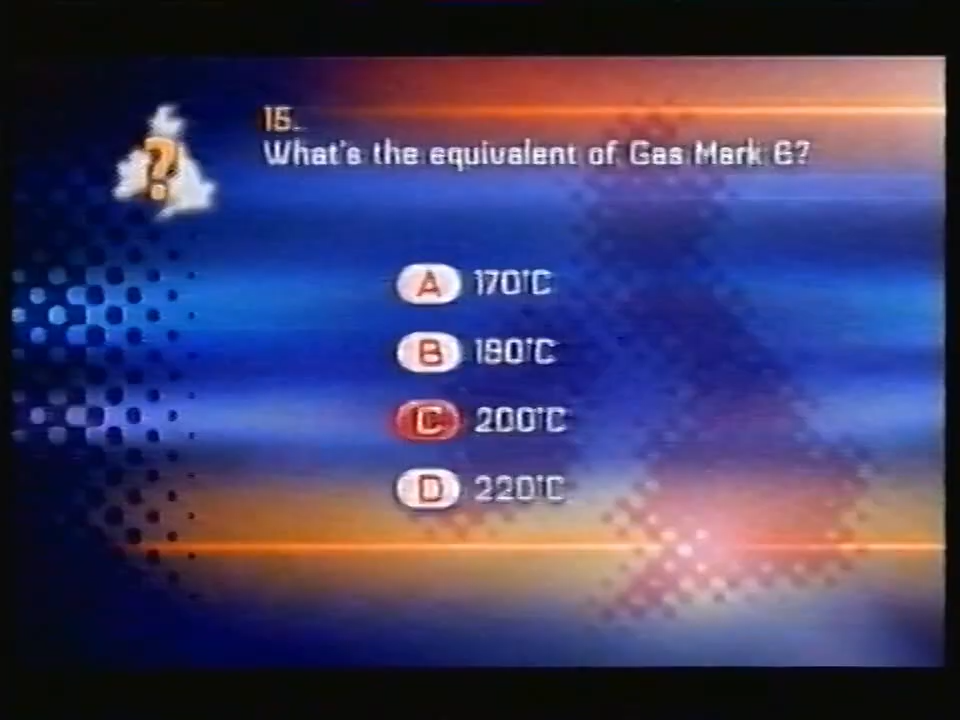 ?
15.
What's the equivalent of Gas Mark 6?
A 170°C
B 180°C
C 200°C
D 220°C